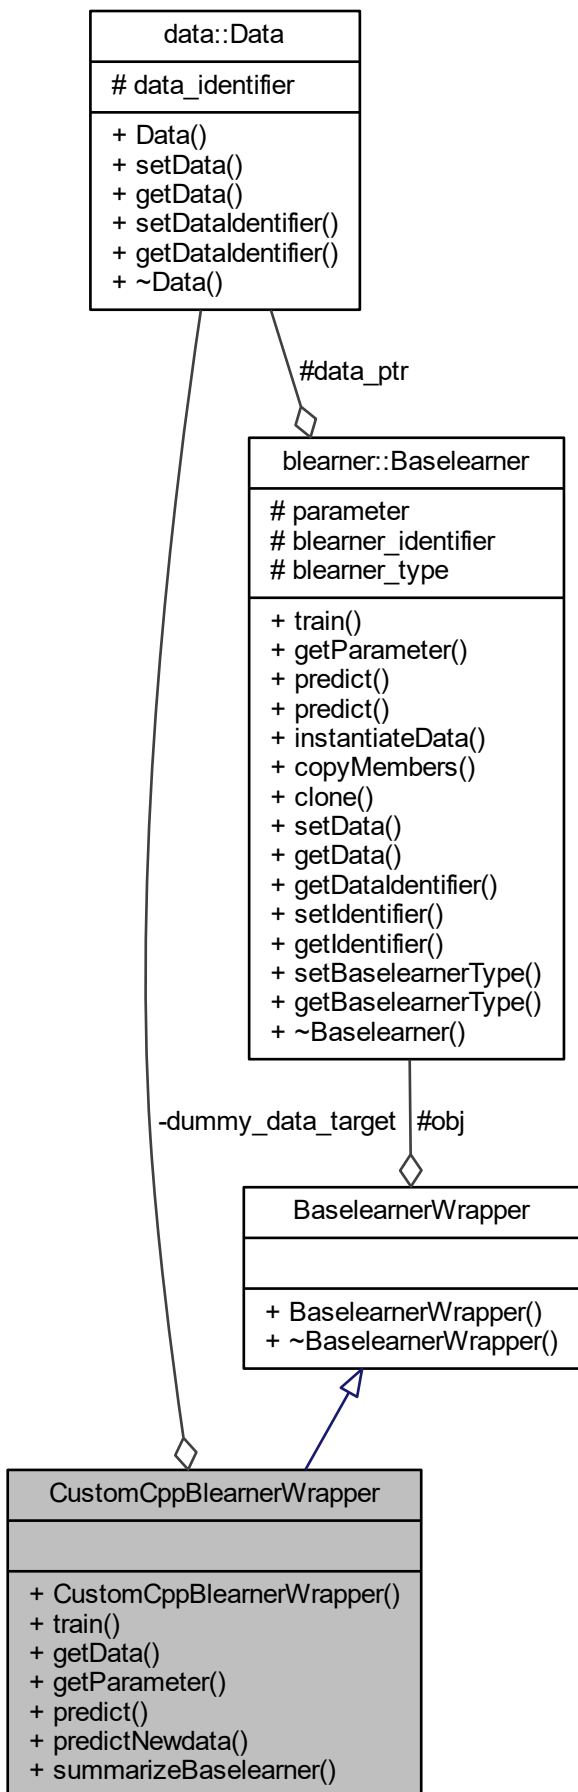 data::Data
# data_identifier
+ Data()
+ setData()
+ getData()
+ setDataIdentifier()
+ getDataIdentifier()
+ ~Data()
#data_ptr
blearner::Baselearner
# parameter
# blearner_identifier
# blearner_type
+ train()
+ getParameter()
+ predict()
+ predict()
+ instantiateData()
+ copyMembers()
+ clone()
+ setData()
+ getData()
+ getDataIdentifier()
+ setIdentifier()
+ getIdentifier()
+ setBaselearnerType()
+ getBaselearnerType()
+ ~Baselearner()
-dummy_data_target
#obj
BaselearnerWrapper
+ BaselearnerWrapper()
+ ~BaselearnerWrapper()
CustomCppBlearnerWrapper
+ CustomCppBlearnerWrapper()
+ train()
+ getData()
+ getParameter()
+ predict()
+ predictNewdata()
+ summarizeBaselearner()